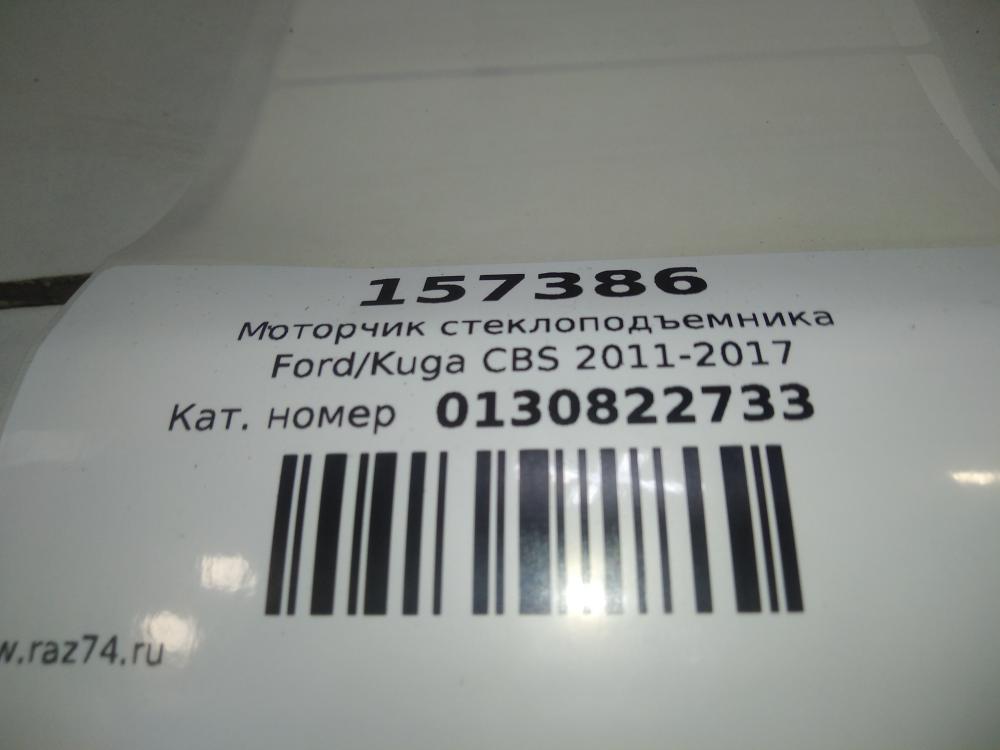 157386
Моторчик стеклоподъемника
Ford/Kuga CBS 2011-2017
Кат. номер 0130822733
w.raz74.ru